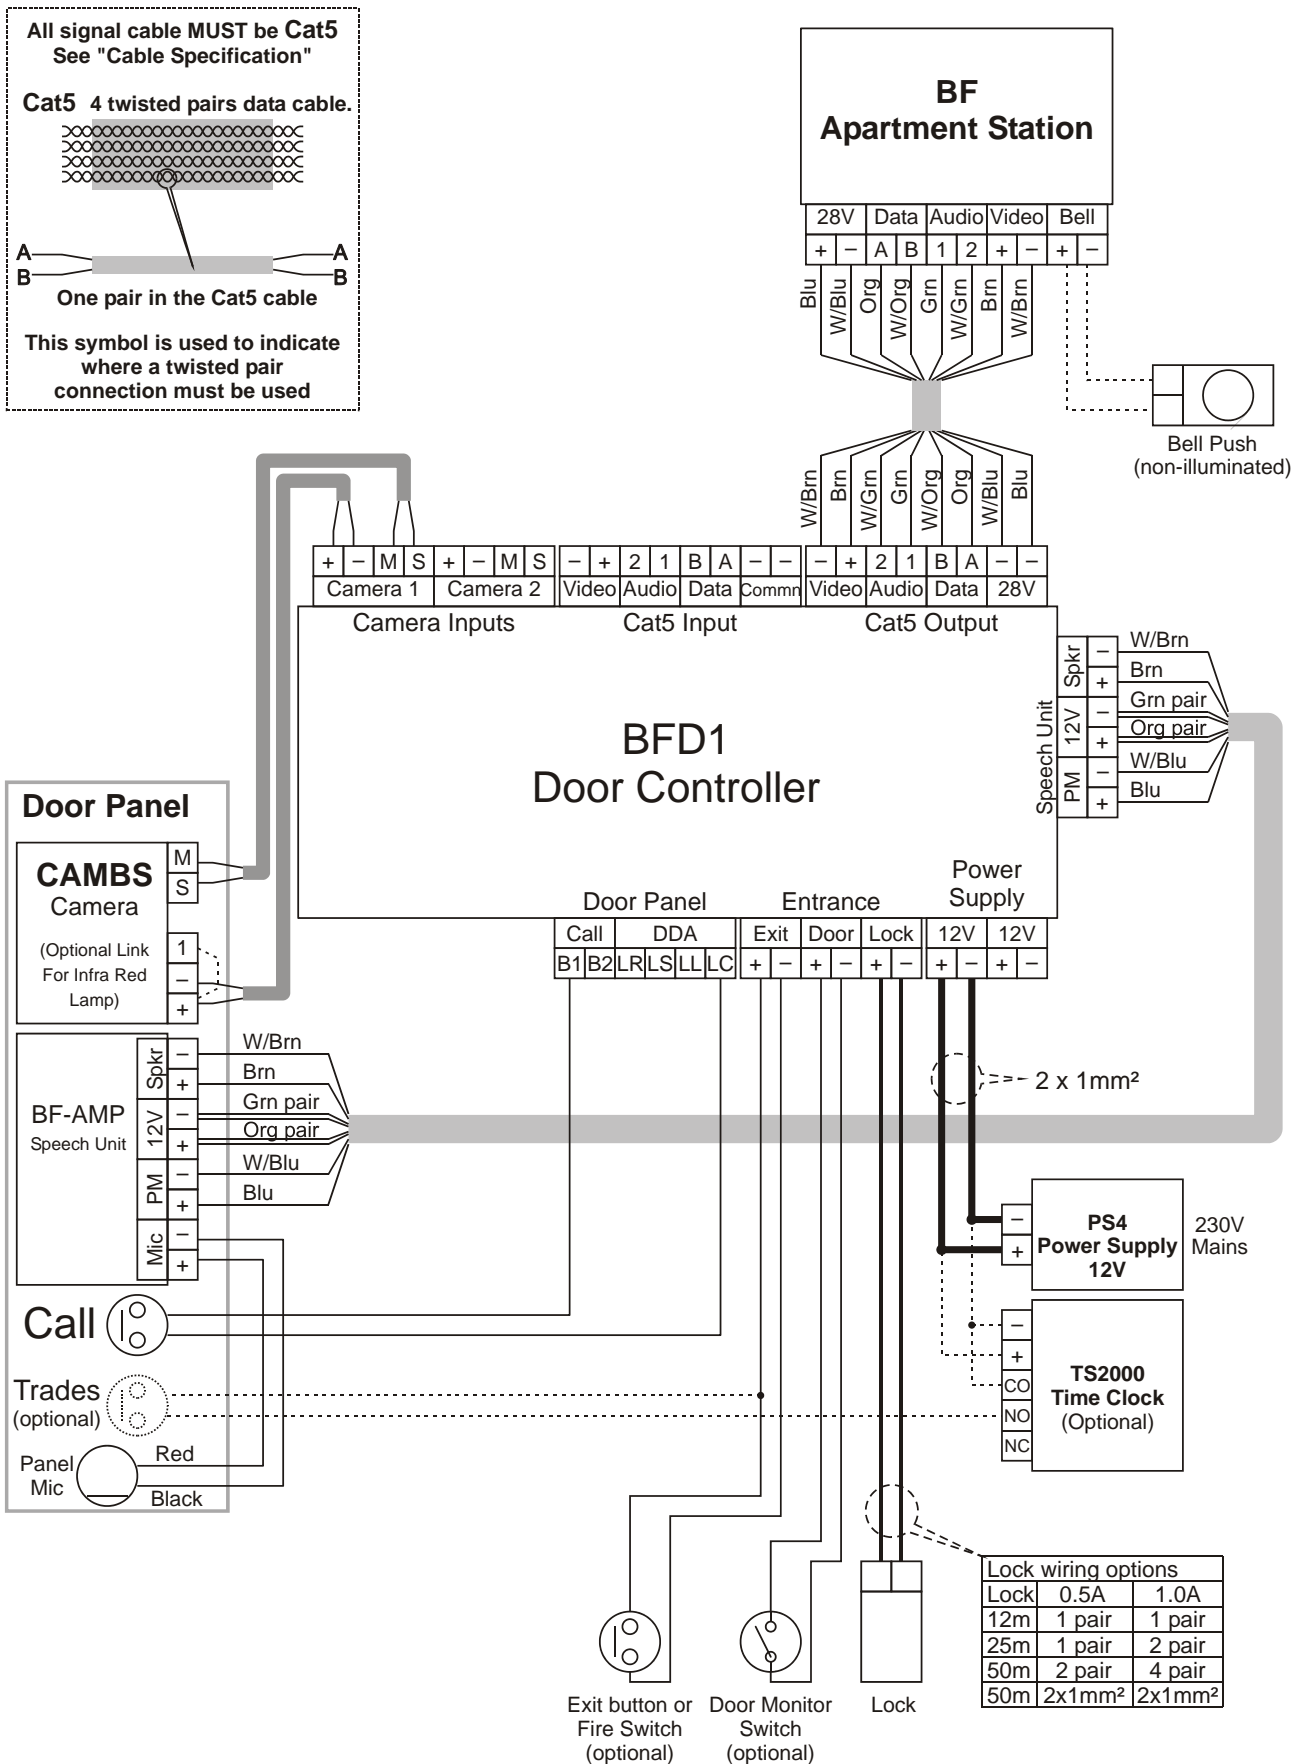 All signal cable MUST be Cat5
See "Cable Specification"
Cat5 4 twisted pairs data cable.
A A
B B
One pair in the Cat5 cable
This symbol is used to indicate
where a twisted pair
connection must be used
BF
Apartment Station
28V Data Audio Video Bell
+ – A B 1 2 + – + –
Blu W/Blu Org W/Org Grn W/Grn Brn W/Brn
Bell Push
(non-illuminated)
W/Brn Brn W/Grn Grn W/Org Org W/Blu Blu
+ – M S + – M S – + 2 1 B A – – – + 2 1 B A – –
Camera 1 Camera 2 Video Audio Data Commn Video Audio Data 28V
Camera Inputs Cat5 Input Cat5 Output
BFD1
Door Controller
Speech Unit
Spkr – W/Brn
+ Brn
12V – Grn pair
+ Org pair
PM – W/Blu
+ Blu
Door Panel Entrance Power
Supply
Call DDA Exit Door Lock 12V 12V
B1 B2 LR LS LL LC + – + – + – + – + –
Door Panel
CAMBS
Camera
(Optional Link
For Infra Red
Lamp)
M
S
1
–
+
BF-AMP
Speech Unit
Spkr – W/Brn
+ Brn
12V – Grn pair
+ Org pair
PM – W/Blu
+ Blu
Mic –
+
2 x 1mm²
–
+
PS4
Power Supply
12V
230V
Mains
–
+
CO
NO
NC
TS2000
Time Clock
(Optional)
Call
Trades
(optional)
Panel
Mic
Red
Black
Exit button or
Fire Switch
(optional)
Door Monitor
Switch
(optional)
Lock
Lock wiring options
Lock 0.5A 1.0A
12m 1 pair 1 pair
25m 1 pair 2 pair
50m 2 pair 4 pair
50m 2x1mm² 2x1mm²